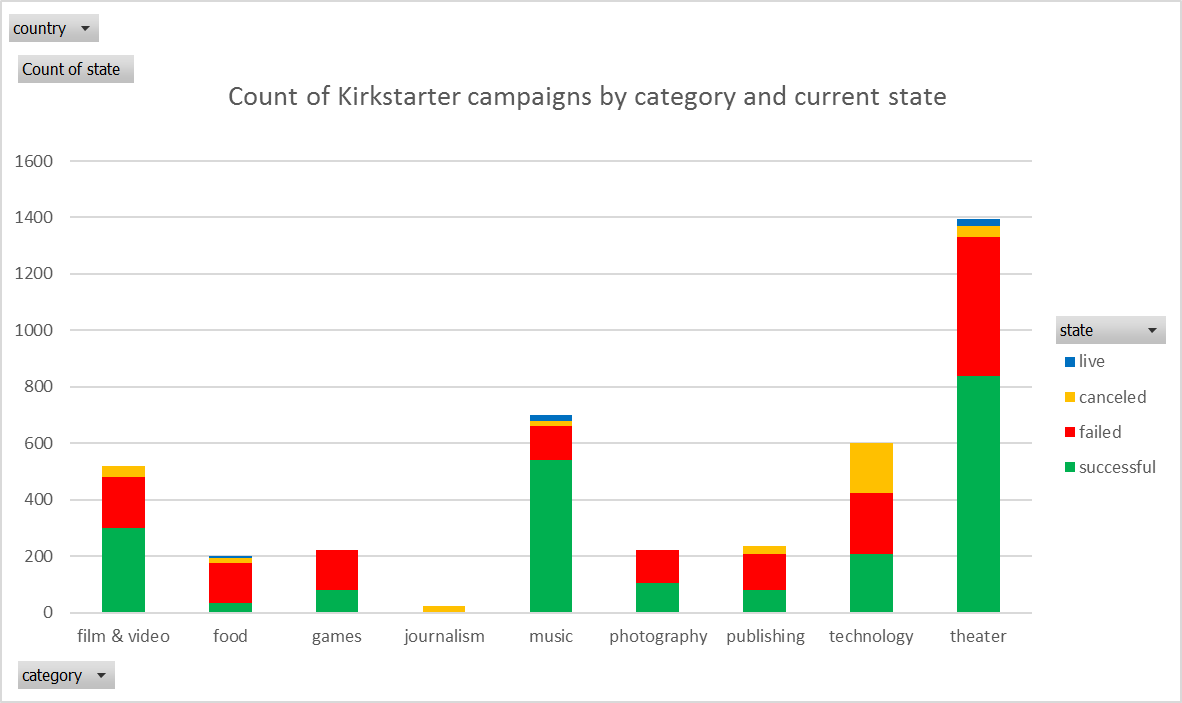 country
Count of state
Count of Kirkstarter campaigns by category and current state
1600
1400
1200
1000
800
600
400
200
0
film & video food games journalism music photography publishing technology theater
state
live
canceled
failed
successful
category